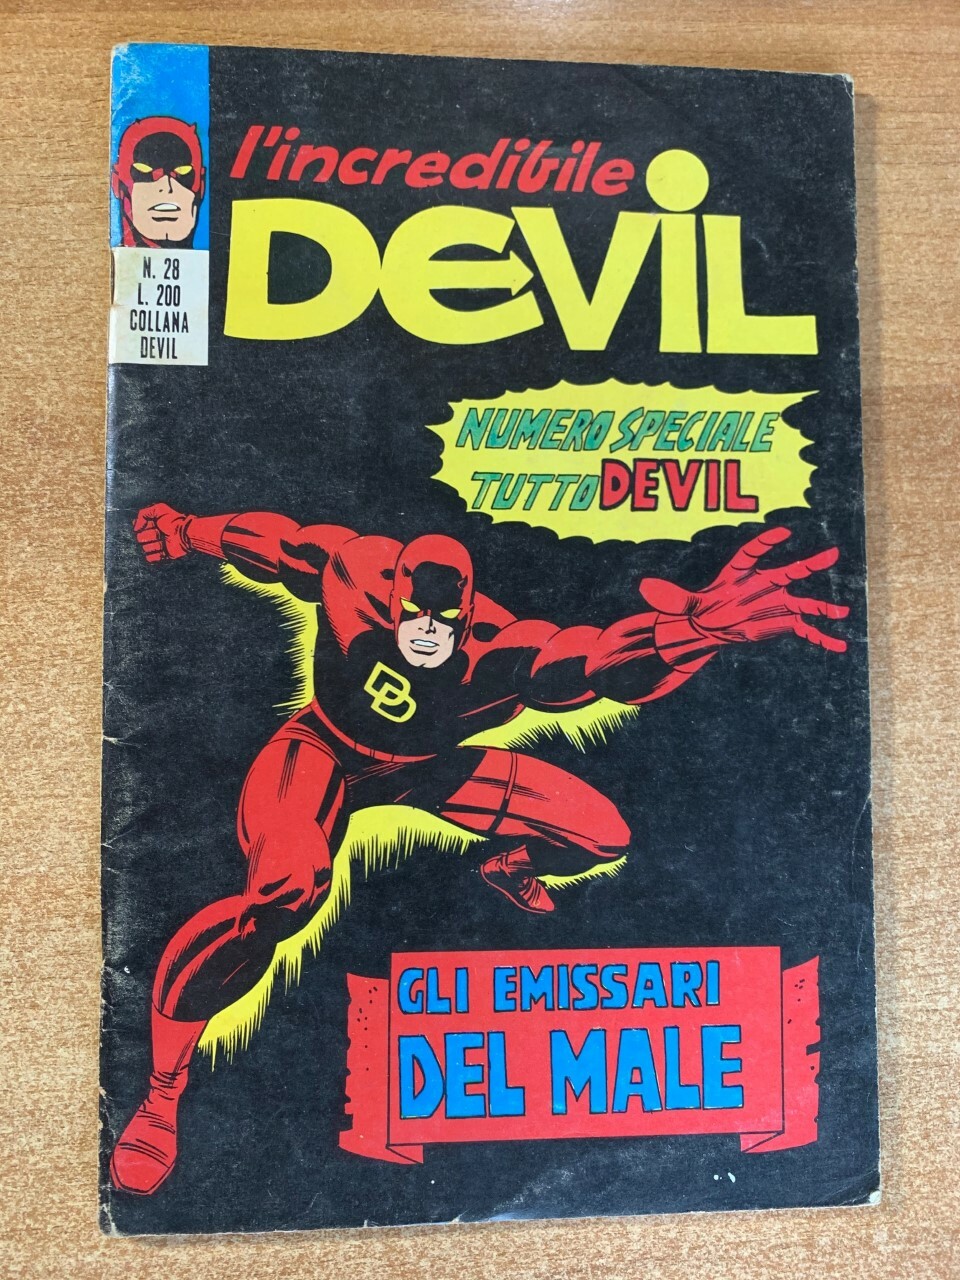 l'incredibile
DEViL
N. 28
L. 200
COLLANA
DEVIL
NUMERO SPECIALE
TUTTO DEVIL
DD
GLI EMISSARI
DEL MALE